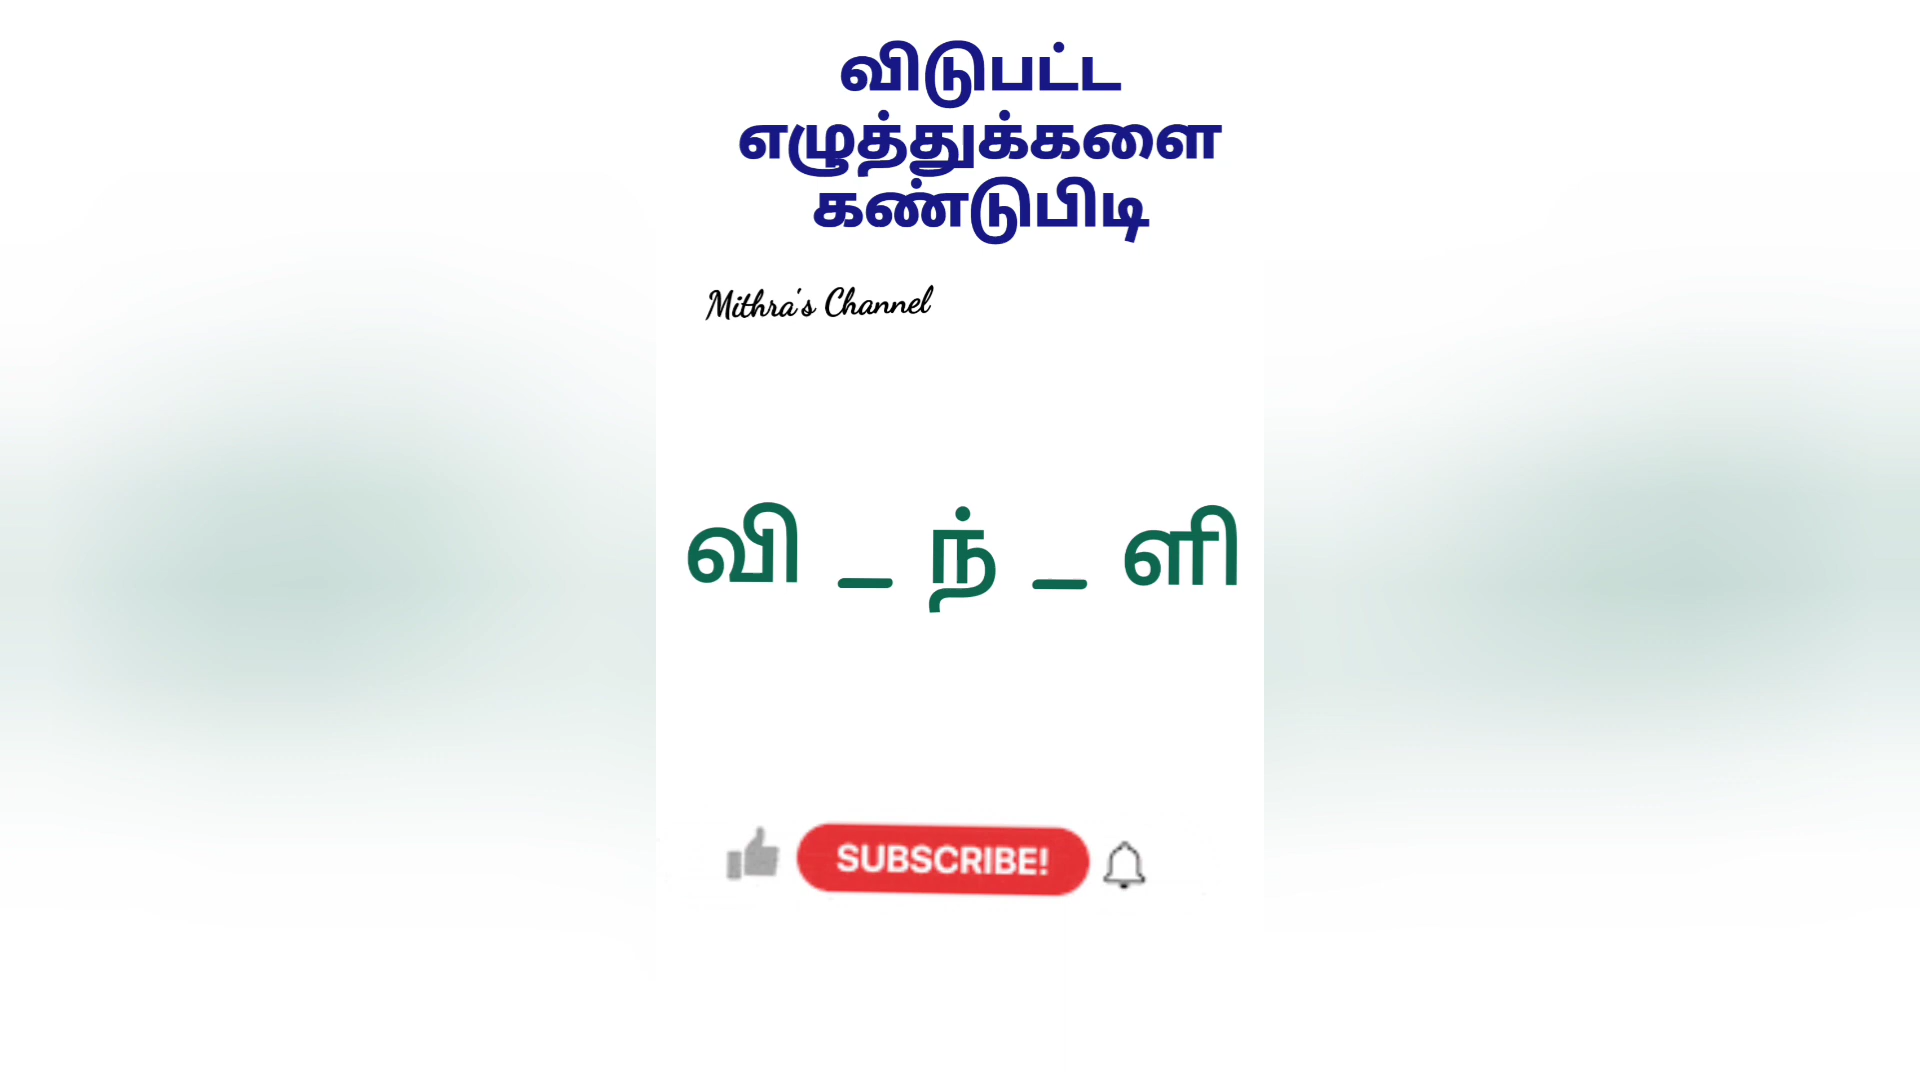 விடுபட்ட
எழுத்துக்களை
கண்டுபிடி
Mithra's Channel
வி _ ந் _ ளி
SUBSCRIBE!